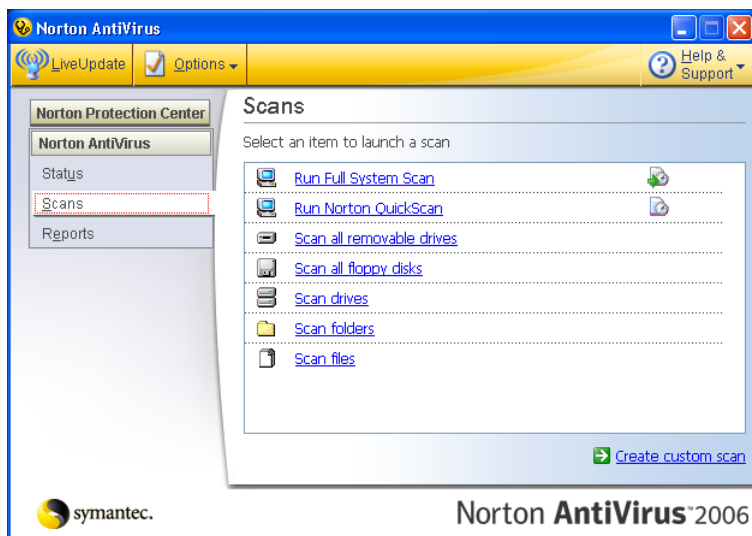 Norton AntiVirus
LiveUpdate
Options
Help &
Support
Norton Protection Center
Norton AntiVirus
Status
Scans
Reports
Scans
Select an item to launch a scan
Run Full System Scan
Run Norton QuickScan
Scan all removable drives
Scan all floppy disks
Scan drives
Scan folders
Scan files
Create custom scan
symantec.
Norton AntiVirus™2006